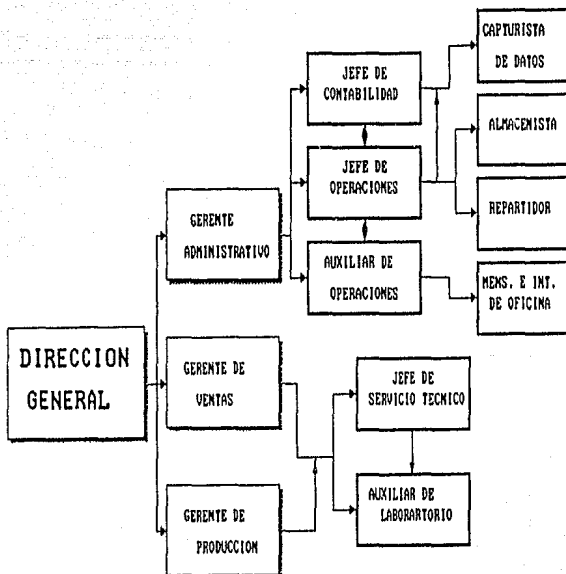 CAPTURISTA
DE DATOS
JEFE DE
CONTABILIDAD
ALMACENISTA
JEFE DE
OPERACIONES
REPARTIDOR
GERENTE
ADMINISTRATIVO
AUXILIAR DE
OPERACIONES
MENS. E INT.
DE OFICINA
DIRECCION
GENERAL
GERENTE DE
VENTAS
JEFE DE
SERVICIO TECNICO
GERENTE DE
PRODUCCION
AUXILIAR DE
LABORARTORIO